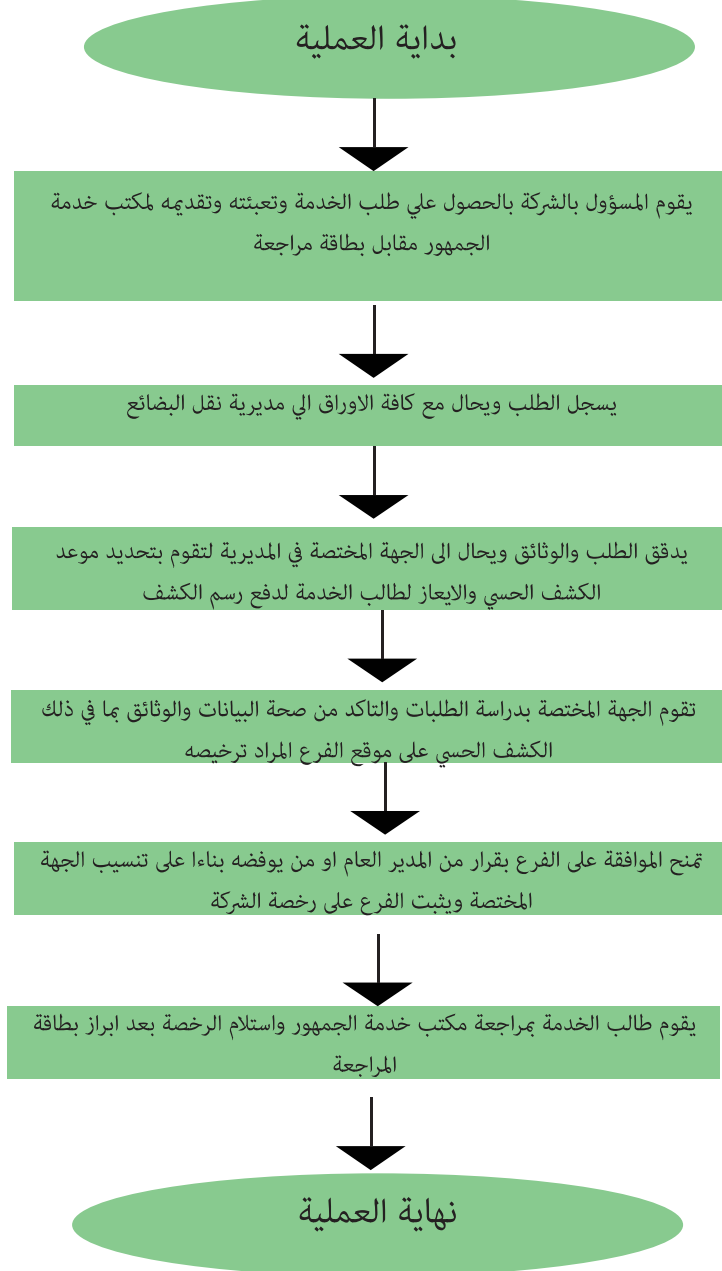 بداية العملية
يقوم المسؤول بالشركة بالحصول علي طلب الخدمة وتعبئته وتقديمه لمكتب خدمة
الجمهور مقابل بطاقة مراجعة
يسجل الطلب ويحال مع كافة الاوراق الي مديرية نقل البضائع
يدقق الطلب والوثائق ويحال الى الجهة المختصة في المديرية لتقوم بتحديد موعد
الكشف الحسي والايعاز لطالب الخدمة لدفع رسم الكشف
تقوم الجهة المختصة بدراسة الطلبات والتاكد من صحة البيانات والوثائق بما في ذلك
الكشف الحسي على موقع الفرع المراد ترخيصه
تمنح الموافقة على الفرع بقرار من المدير العام او من يوفضه بناءا على تنسيب الجهة
المختصة ويثبت الفرع على رخصة الشركة
يقوم طالب الخدمة بمراجعة مكتب خدمة الجمهور واستلام الرخصة بعد ابراز بطاقة
المراجعة
نهاية العملية